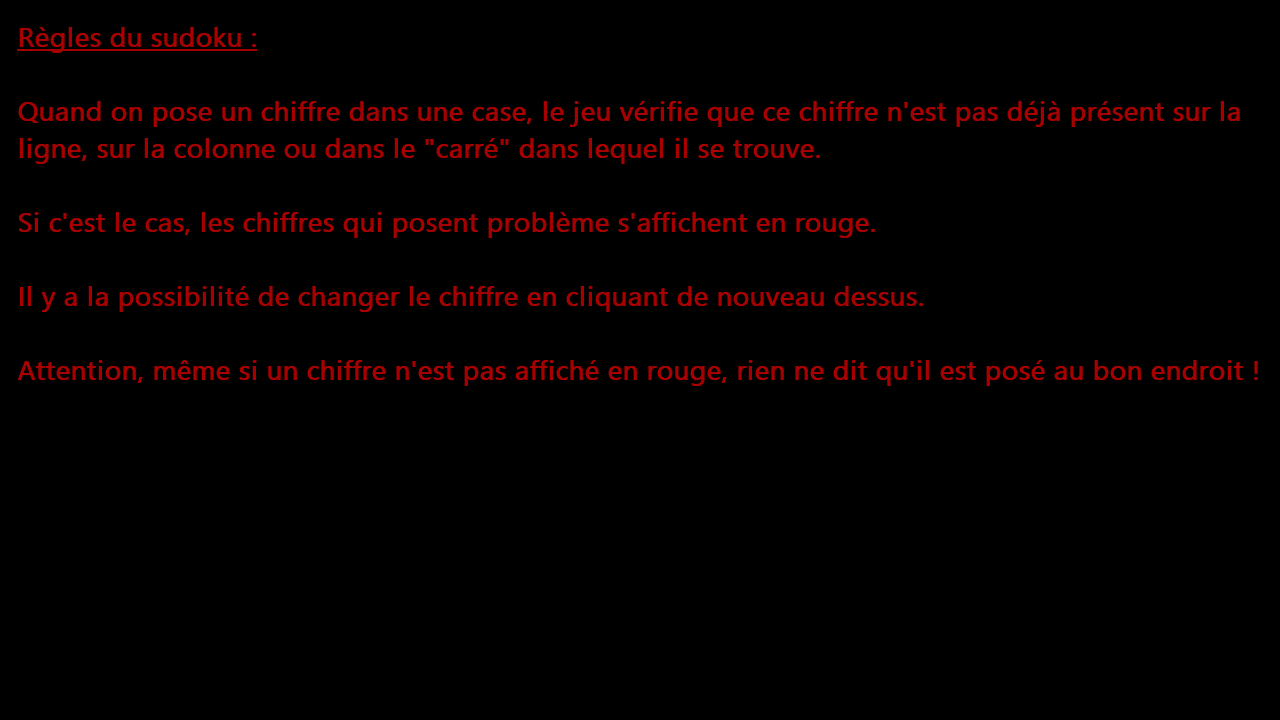 Règles du sudoku :
Quand on pose un chiffre dans une case, le jeu vérifie que ce chiffre n'est pas déjà présent sur la
ligne, sur la colonne ou dans le "carré" dans lequel il se trouve.
Si c'est le cas, les chiffres qui posent problème s'affichent en rouge.
Il y a la possibilité de changer le chiffre en cliquant de nouveau dessus.
Attention, même si un chiffre n'est pas affiché en rouge, rien ne dit qu'il est posé au bon endroit !